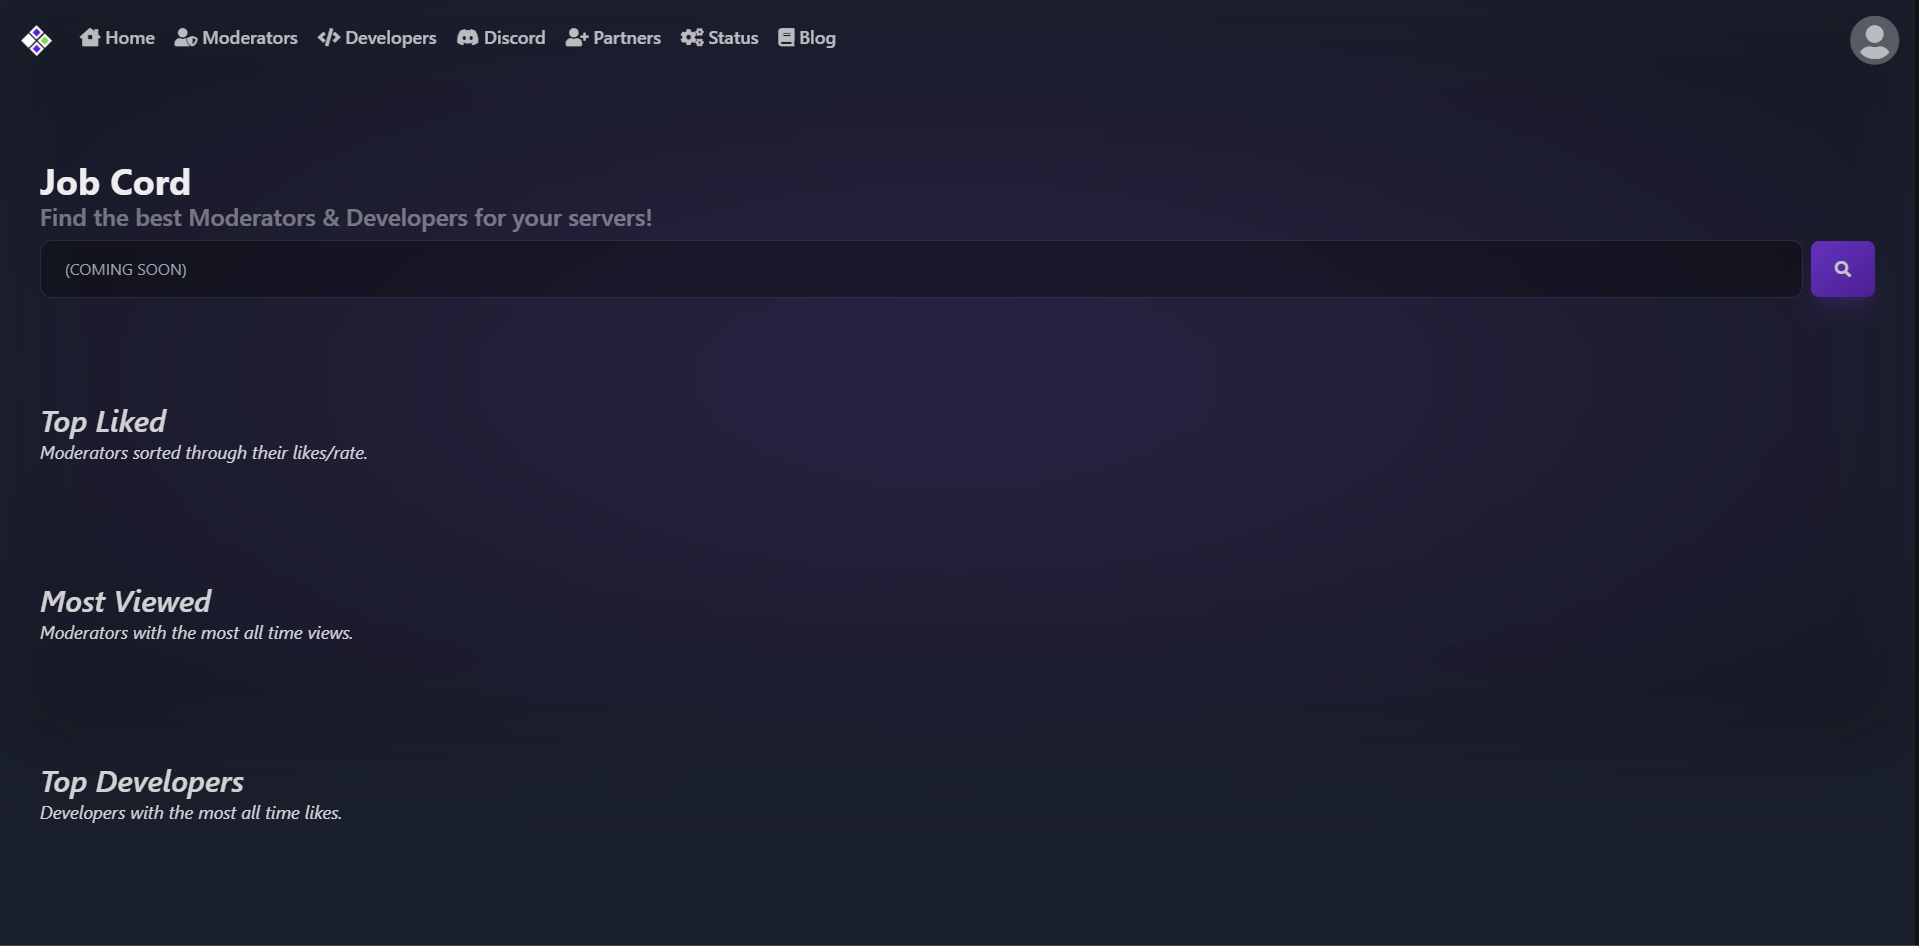 Home Moderators Developers Discord Partners Status Blog
Job Cord
Find the best Moderators & Developers for your servers!
(COMING SOON)
Top Liked
Moderators sorted through their likes/rate.
Most Viewed
Moderators with the most all time views.
Top Developers
Developers with the most all time likes.